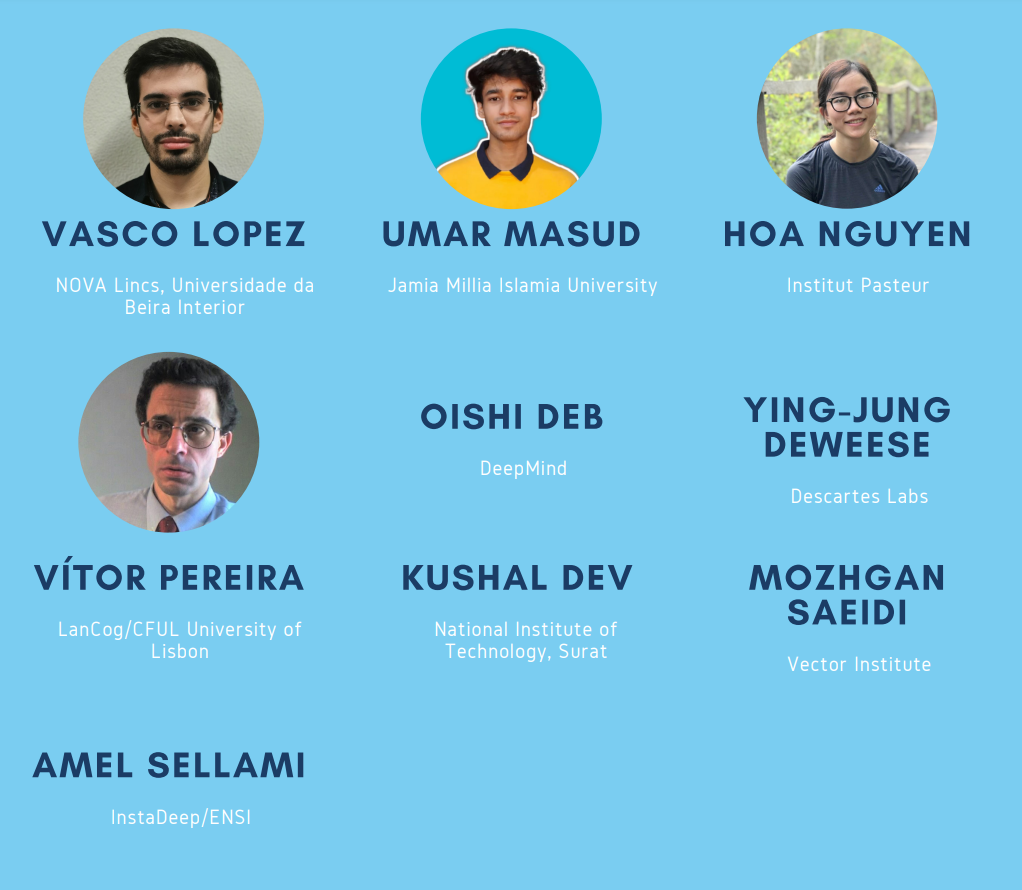 VASCO LOPEZ
NOVA Lincs, Universidade da
Beira Interior
UMAR MASUD
Jamia Millia Islamia University
HOA NGUYEN
Institut Pasteur
VÍTOR PEREIRA
LanCog/CFUL University of
Lisbon
OISHI DEB
DeepMind
YING-JUNG
DEWEESE
Descartes Labs
KUSHAL DEV
National Institute of
Technology, Surat
MOZHGAN
SAEIDI
Vector Institute
AMEL SELLAMI
InstaDeep/ENSI